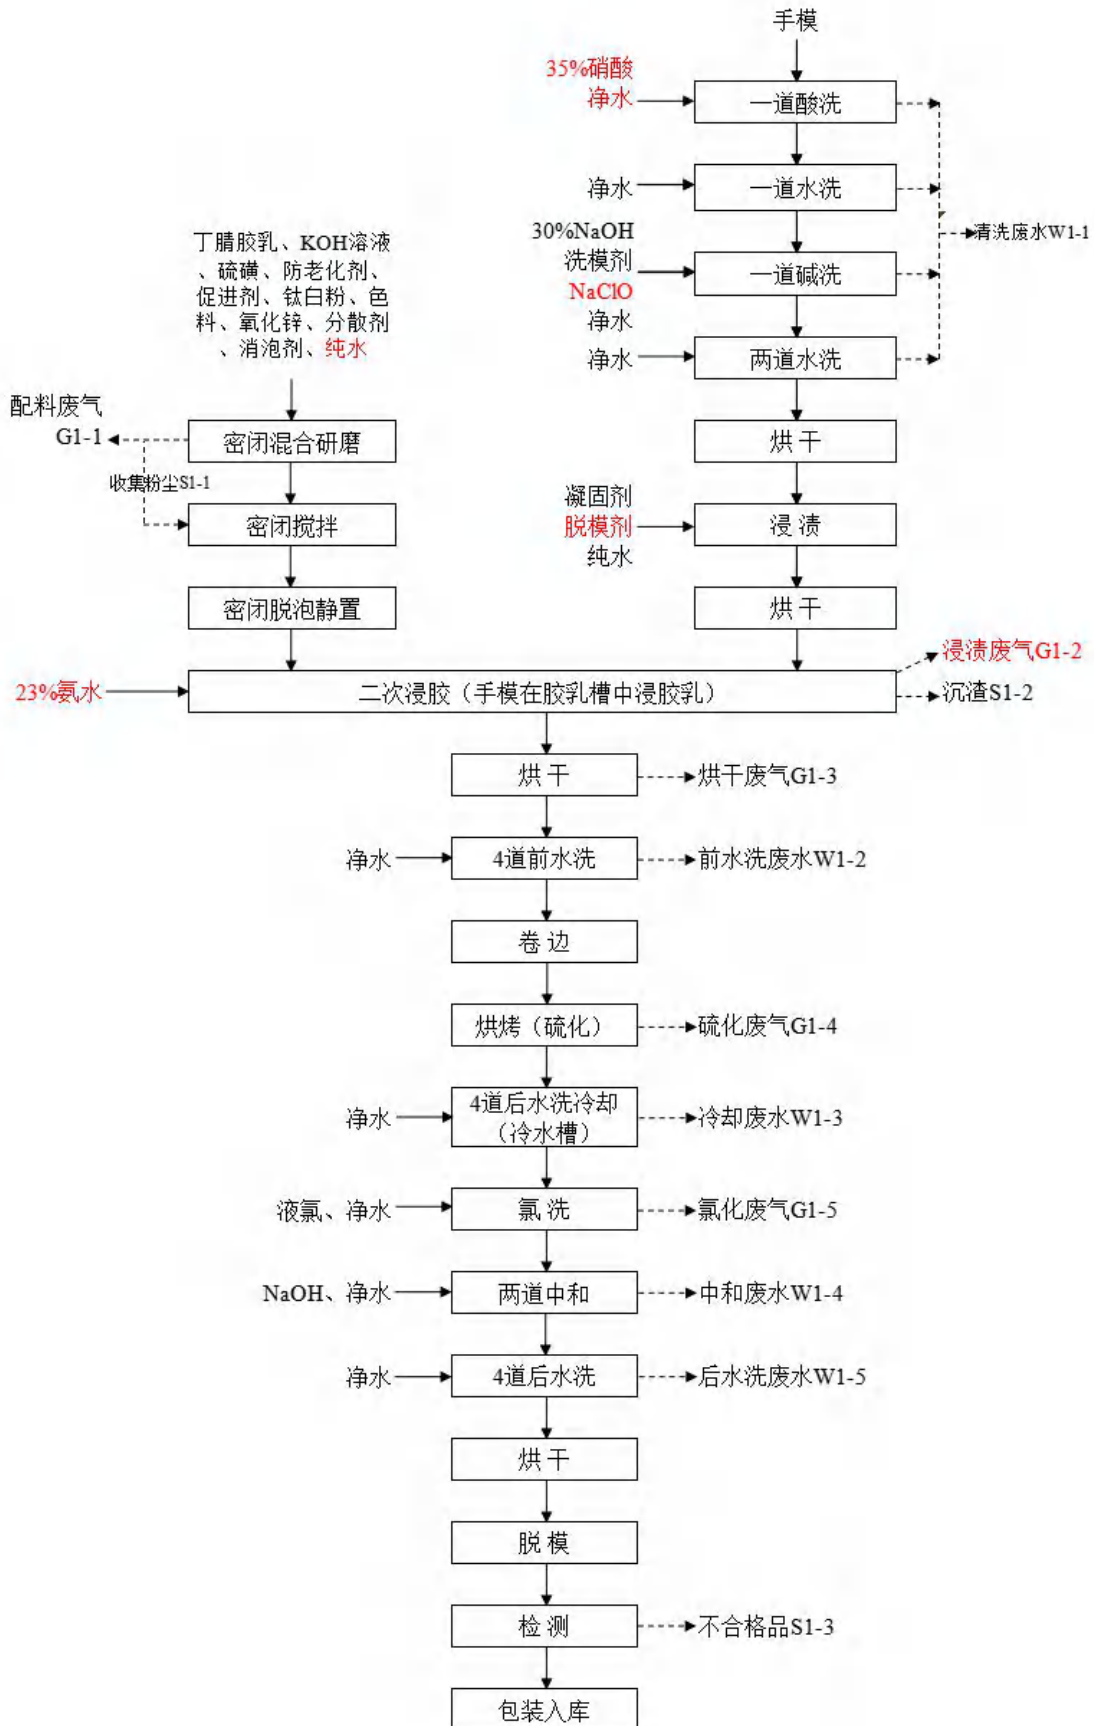 手模
35%硝酸
净水
一道酸洗
净水
一道水洗
30%NaOH
洗模剂
NaClO
净水
一道碱洗
清洗废水W1-1
净水
两道水洗
烘干
凝固剂
脱模剂
纯水
浸渍
烘干
丁腈胶乳、KOH溶液
、硫磺、防老化剂、
促进剂、钛白粉、色
料、氧化锌、分散剂
、消泡剂、纯水
配料废气
G1-1
密闭混合研磨
收集粉尘S1-1
密闭搅拌
密闭脱泡静置
23%氨水
二次浸胶（手模在胶乳槽中浸胶乳）
浸渍废气G1-2
沉渣S1-2
烘干
烘干废气G1-3
净水
4道前水洗
前水洗废水W1-2
卷边
烘烤（硫化）
硫化废气G1-4
净水
4道后水洗冷却
（冷水槽）
冷却废水W1-3
液氯、净水
氯洗
氯化废气G1-5
NaOH、净水
两道中和
中和废水W1-4
净水
4道后水洗
后水洗废水W1-5
烘干
脱模
检测
不合格品S1-3
包装入库